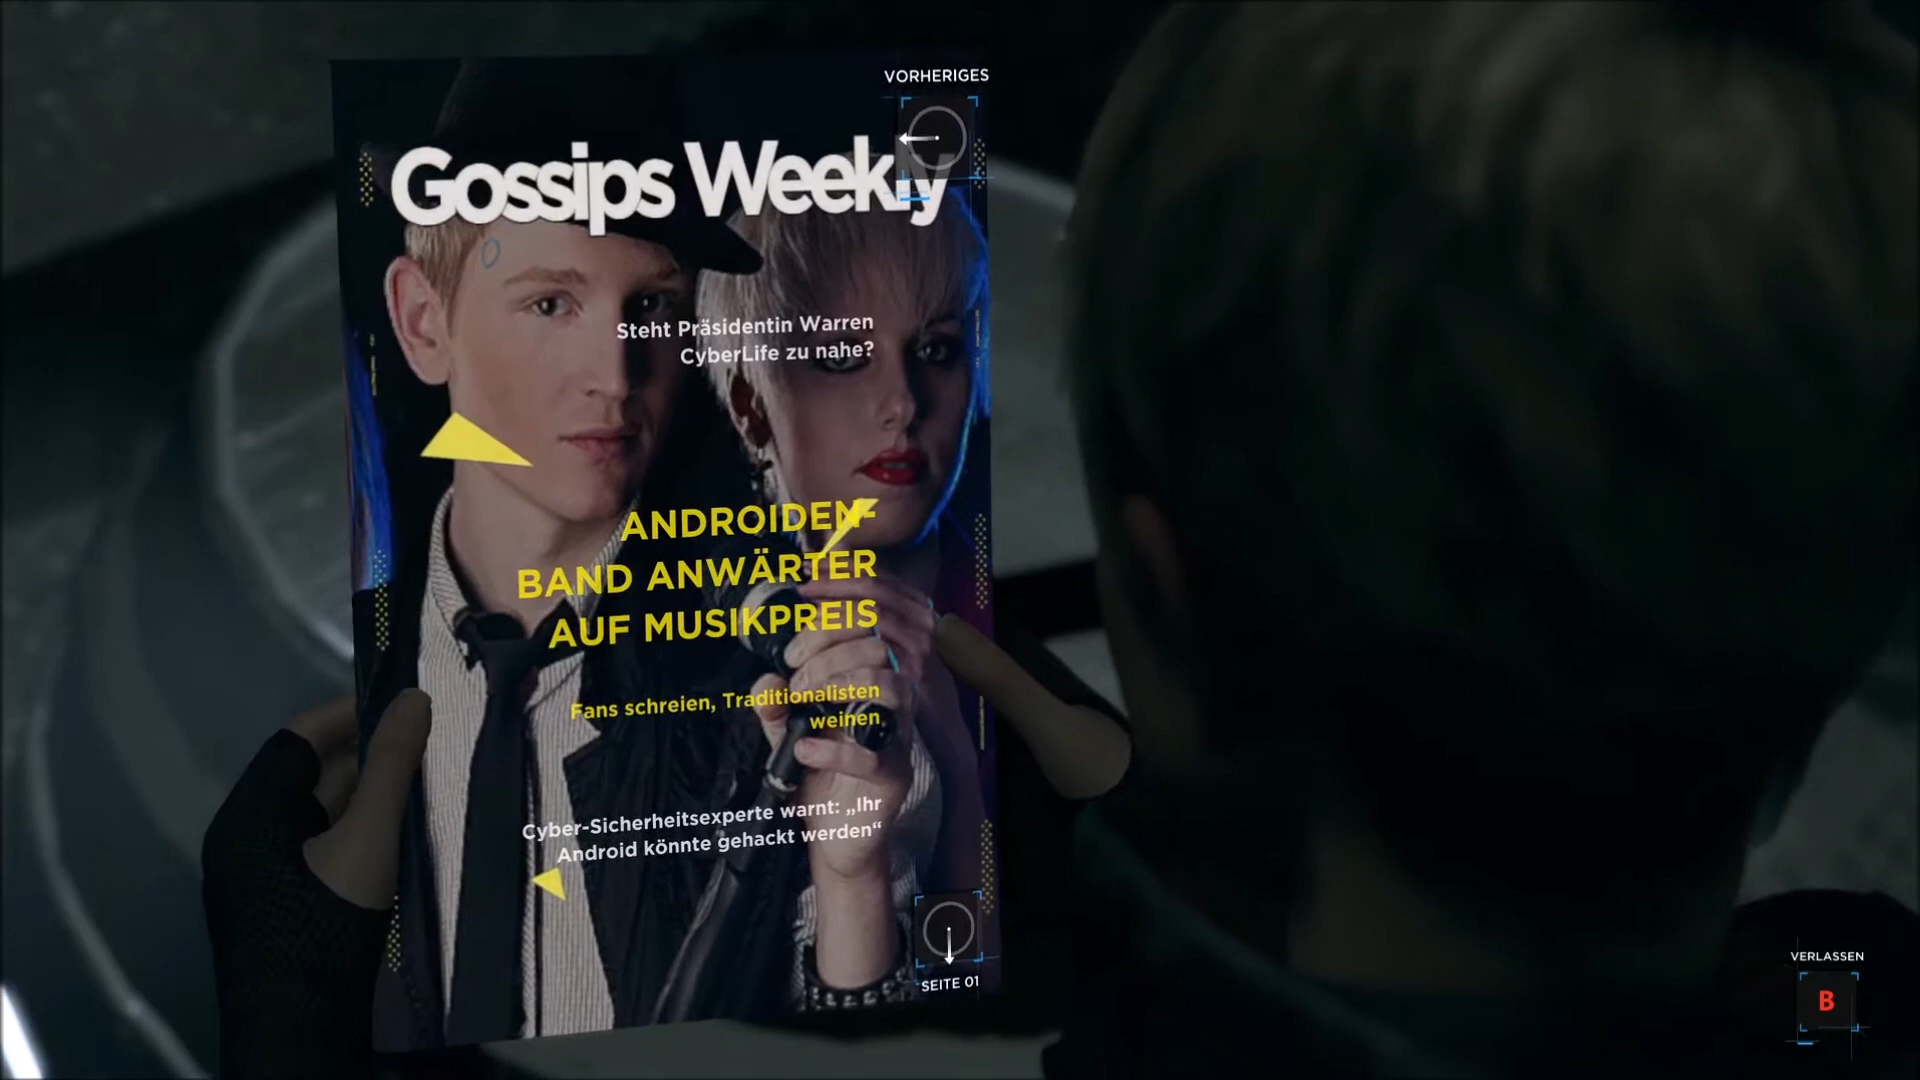 VORHERIGES
Gossips Weekly
Steht Präsidentin Warren
CyberLife zu nahe?
ANDROIDEN-
BAND ANWÄRTER
AUF MUSIKPREIS
Fans schreien, Traditionalisten
weinen
Cyber-Sicherheitsexperte warnt: „Ihr
Android könnte gehackt werden“
SEITE 01
VERLASSEN
B